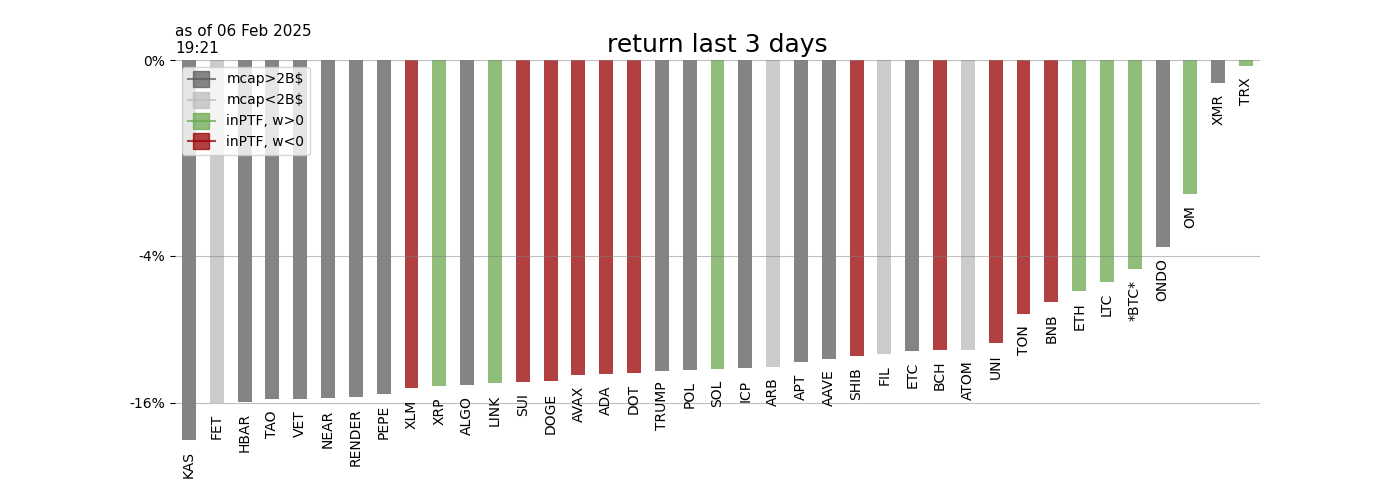 as of 06 Feb 2025
19:21
return last 3 days
0%
-4%
-16%
mcap>2B$
mcap<2B$
inPTF, w>0
inPTF, w<0
KAS
FET
HBAR
TAO
VET
NEAR
RENDER
PEPE
XLM
XRP
ALGO
LINK
SUI
DOGE
AVAX
ADA
DOT
TRUMP
POL
SOL
ICP
ARB
APT
AAVE
SHIB
FIL
ETC
BCH
ATOM
UNI
TON
BNB
ETH
LTC
*BTC*
ONDO
OM
XMR
TRX